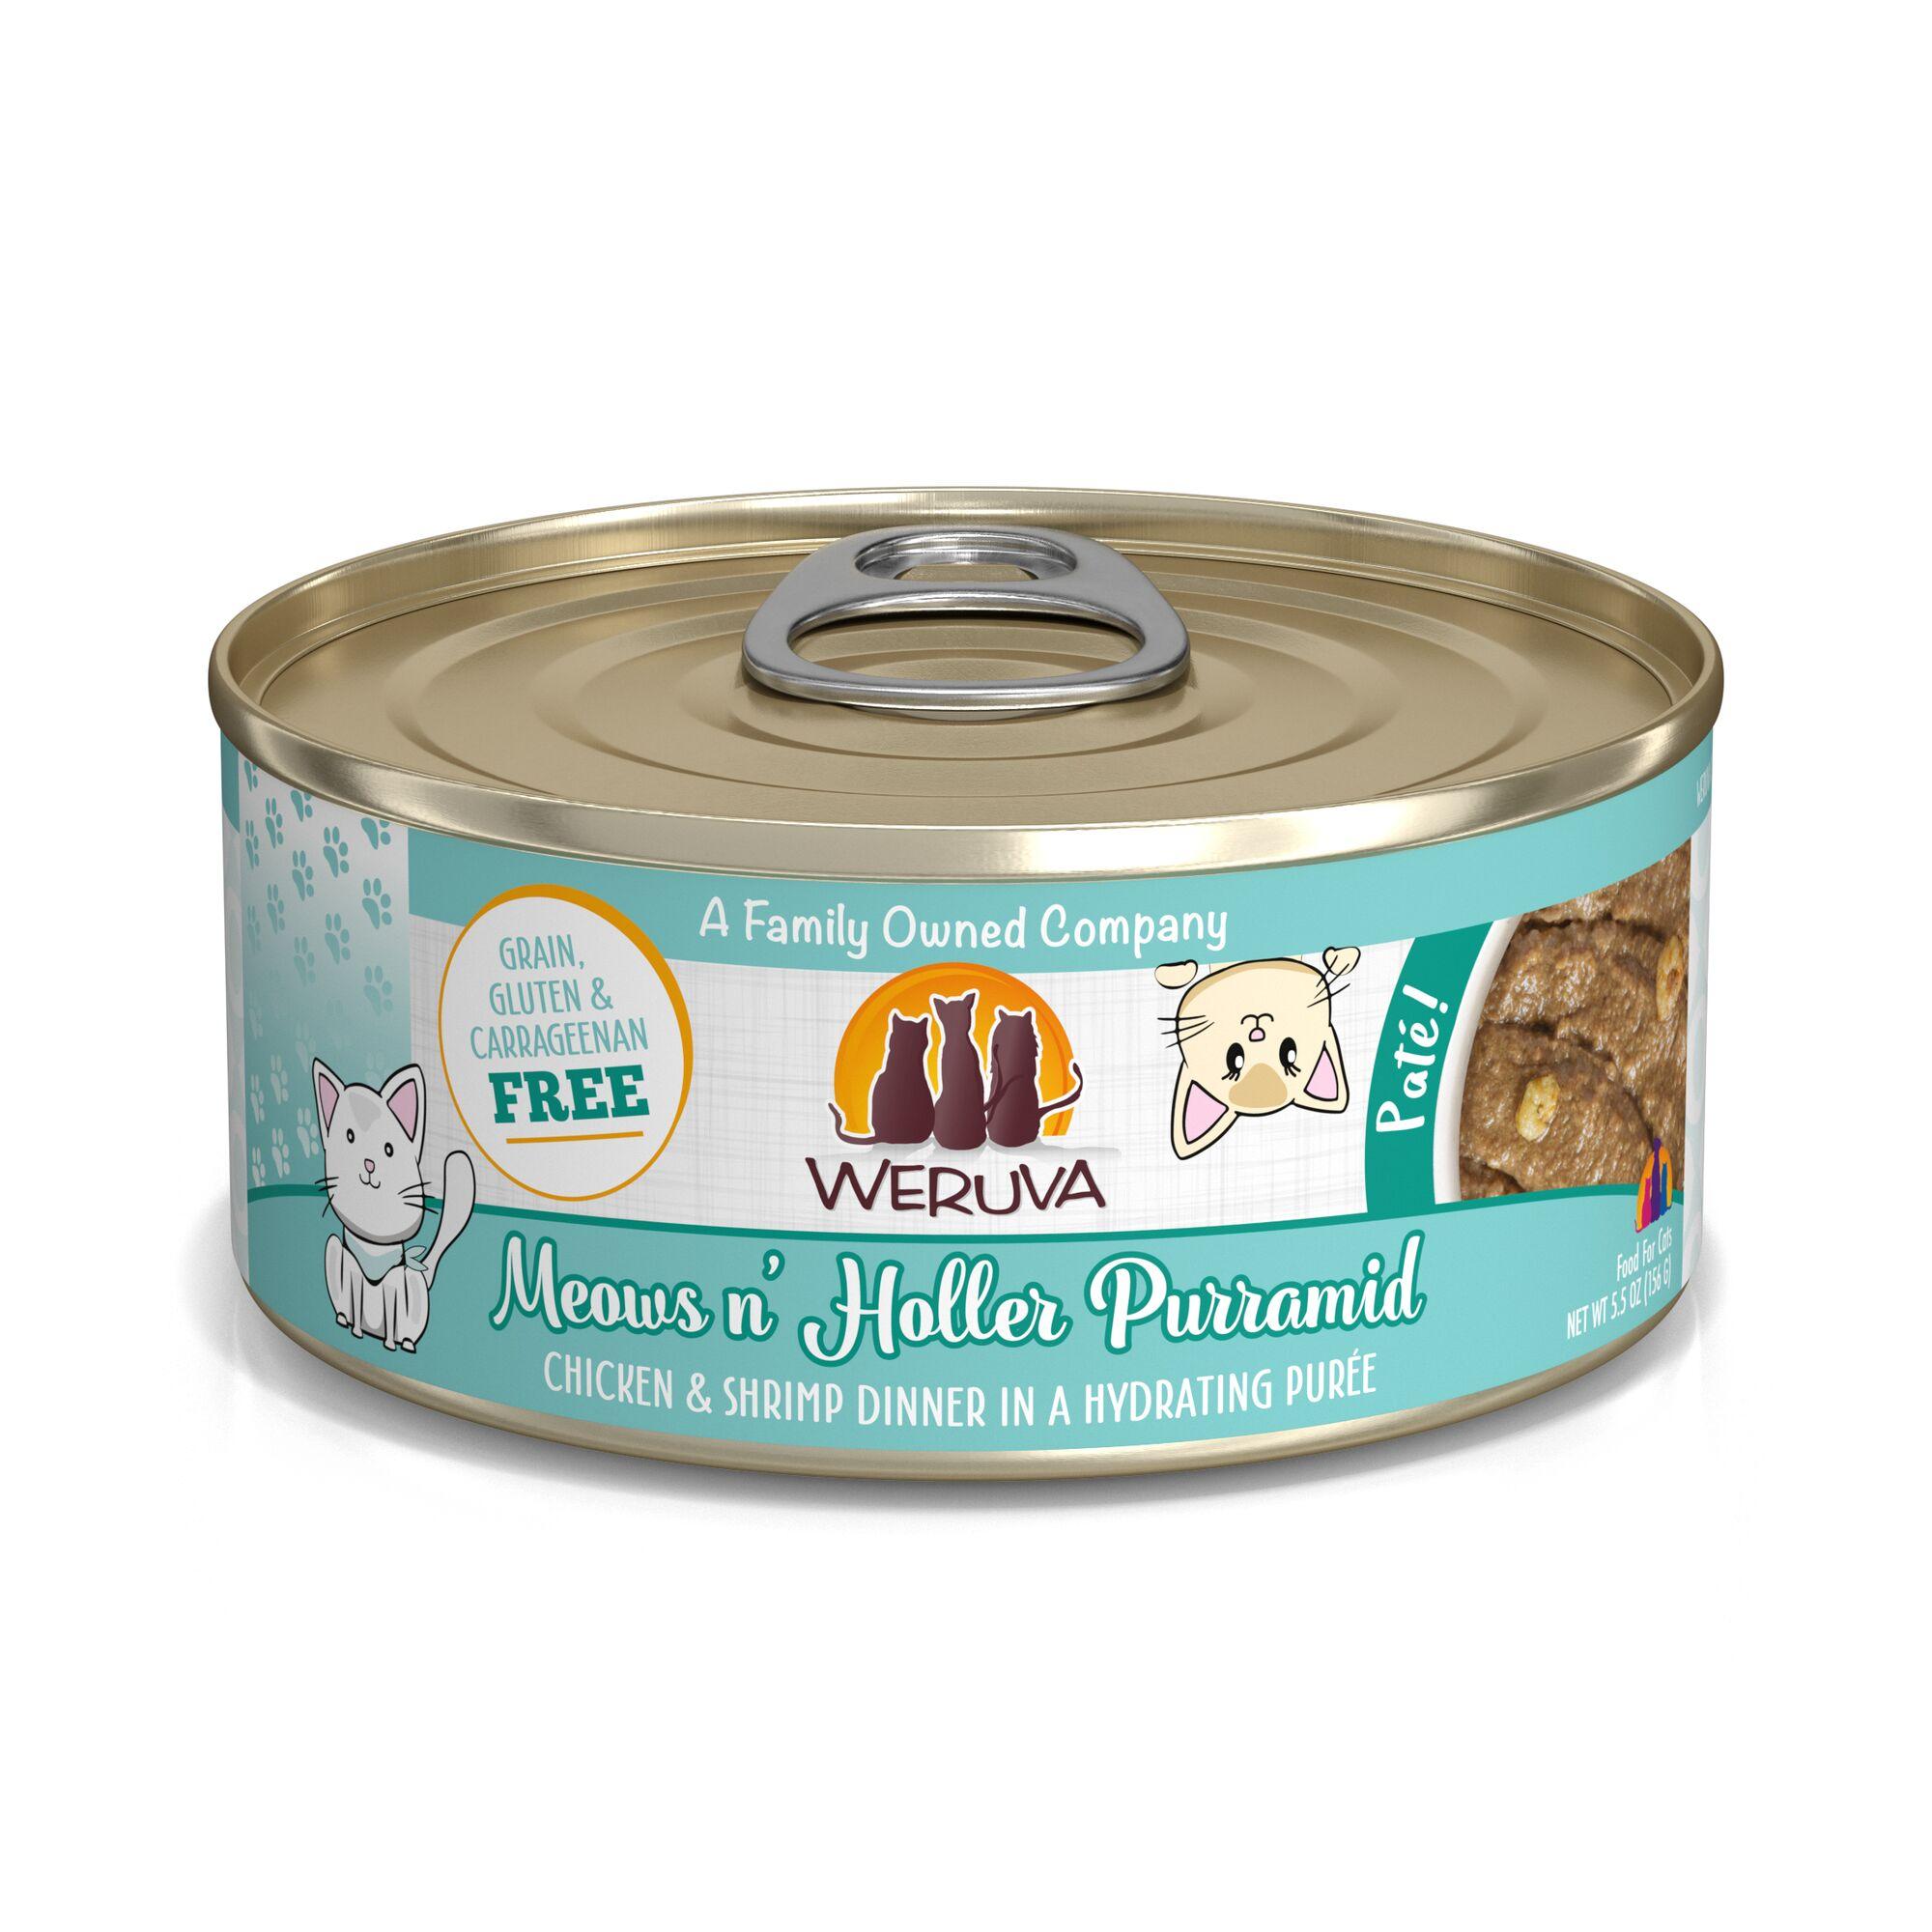 A Family Owned Company
GRAIN,
GLUTEN &
CARRAGEENAN
FREE
WERUVA
Paté!
Meows n' Holler Purramid
CHICKEN & SHRIMP DINNER IN A HYDRATING PURÉE
Food For Cats
NET WT 5.5 OZ (156 G)